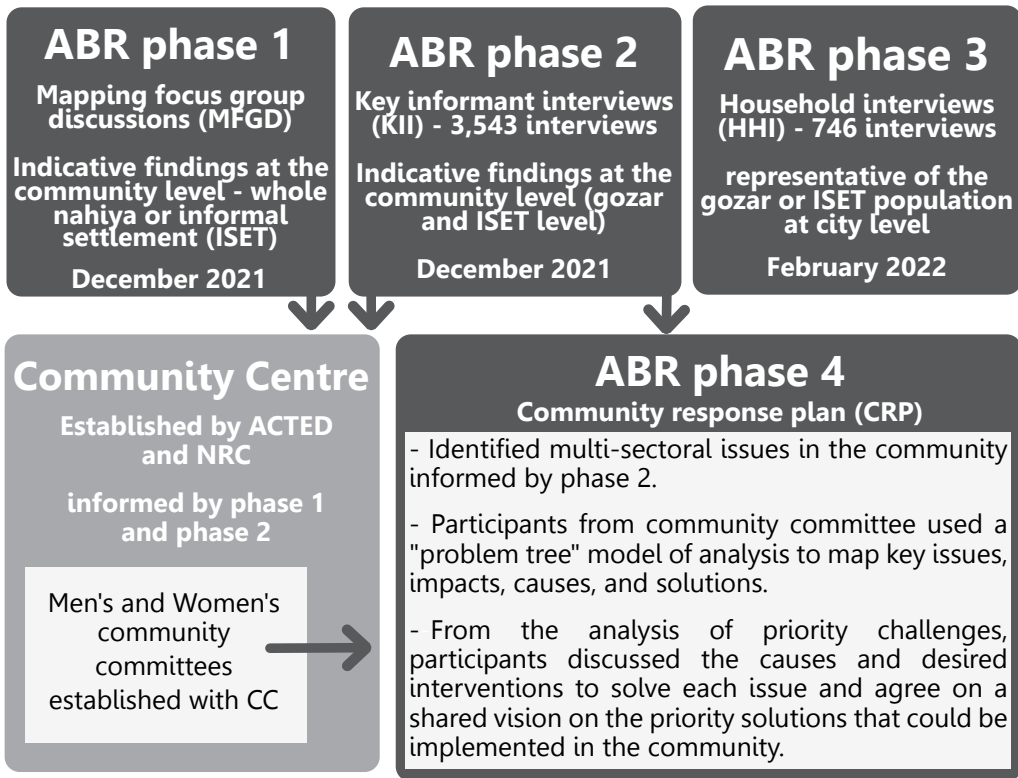 ABR phase 1
Mapping focus group
discussions (MFGD)
Indicative findings at the
community level - whole
nahiya or informal
settlement (ISET)
December 2021
ABR phase 2
Key informant interviews
(KII) - 3,543 interviews
Indicative findings at the
community level (gozar
and ISET level)
December 2021
ABR phase 3
Household interviews
(HHI) - 746 interviews
representative of the
gozar or ISET population
at city level
February 2022
Community Centre
Established by ACTED
and NRC
informed by phase 1
and phase 2
Men's and Women's
community
committees
established with CC
ABR phase 4
Community response plan (CRP)
- Identified multi-sectoral issues in the community
informed by phase 2.
- Participants from community committee used a
"problem tree" model of analysis to map key issues,
impacts, causes, and solutions.
- From the analysis of priority challenges,
participants discussed the causes and desired
interventions to solve each issue and agree on a
shared vision on the priority solutions that could be
implemented in the community.